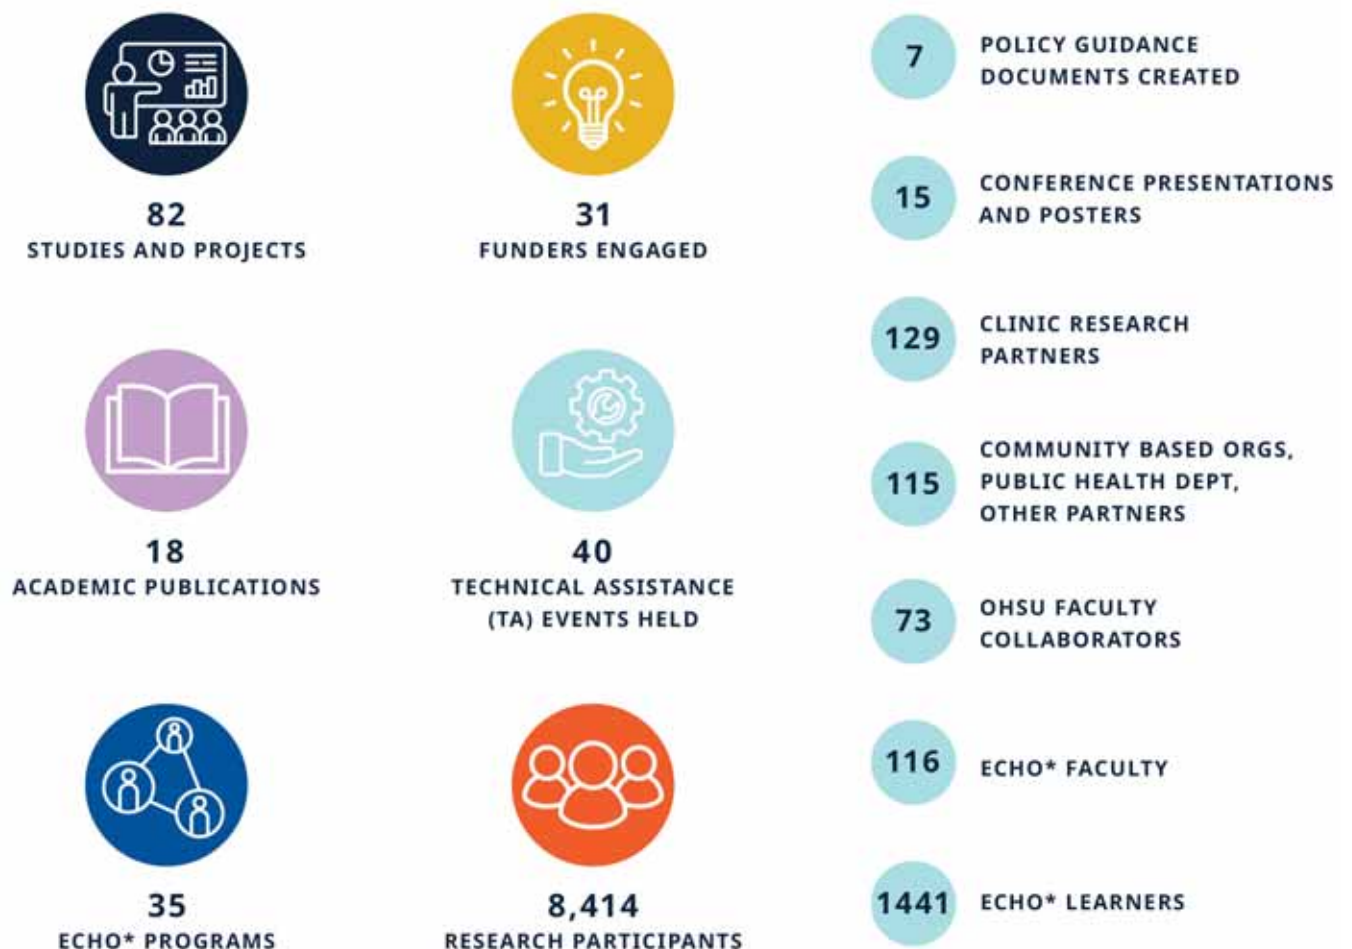 82
STUDIES AND PROJECTS
31
FUNDERS ENGAGED
18
ACADEMIC PUBLICATIONS
40
TECHNICAL ASSISTANCE
(TA) EVENTS HELD
35
ECHO* PROGRAMS
8,414
RESEARCH PARTICIPANTS
7
POLICY GUIDANCE
DOCUMENTS CREATED
15
CONFERENCE PRESENTATIONS
AND POSTERS
129
CLINIC RESEARCH
PARTNERS
115
COMMUNITY BASED ORGS,
PUBLIC HEALTH DEPT,
OTHER PARTNERS
73
OHSU FACULTY
COLLABORATORS
116
ECHO* FACULTY
1441
ECHO* LEARNERS